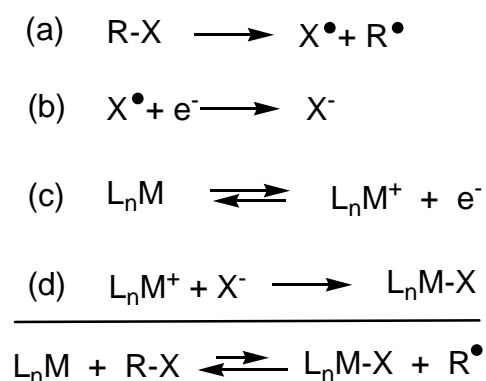 (a) R-X ⟶ X● + R●
(b) X● + e⁻ ⟶ X⁻
(c) LₙM ⇌ LₙM⁺ + e⁻
(d) LₙM⁺ + X⁻ ⟶ LₙM-X
LₙM + R-X ⇌ LₙM-X + R●